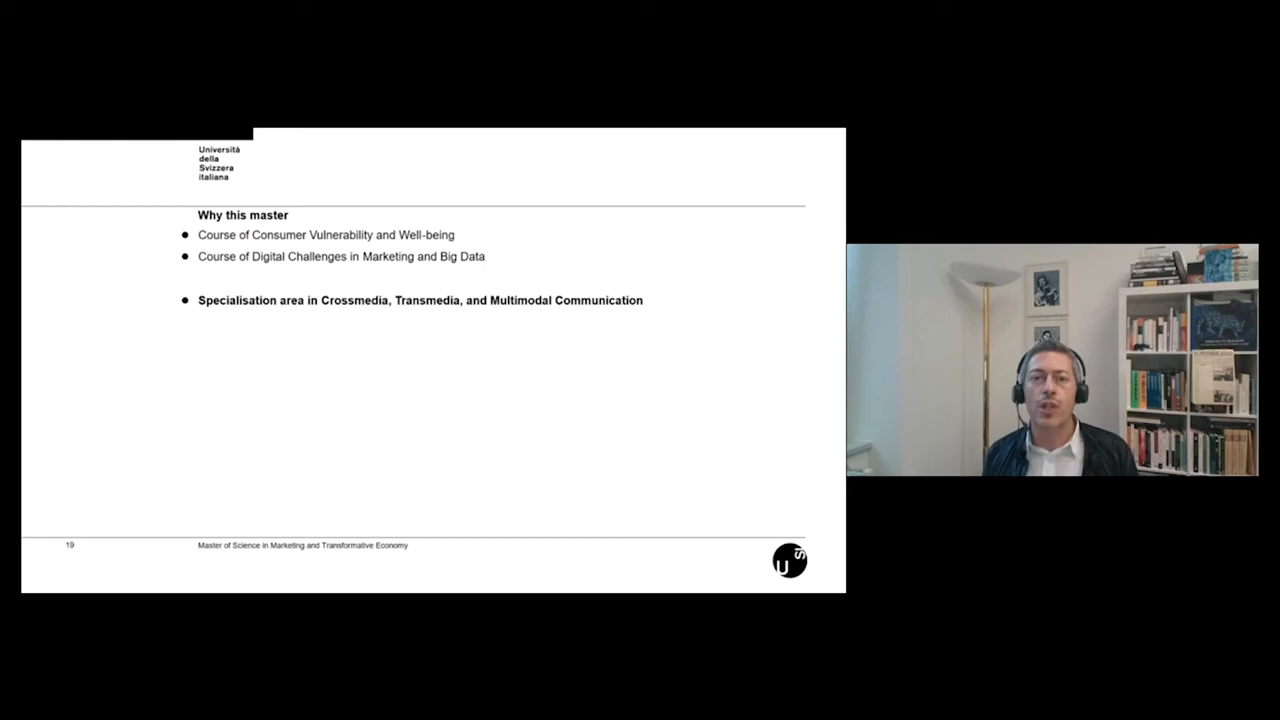 Università
della
Svizzera
italiana
Why this master
Course of Consumer Vulnerability and Well-being
Course of Digital Challenges in Marketing and Big Data
Specialisation area in Crossmedia, Transmedia, and Multimodal Communication
19
Master of Science in Marketing and Transformative Economy
U
SI